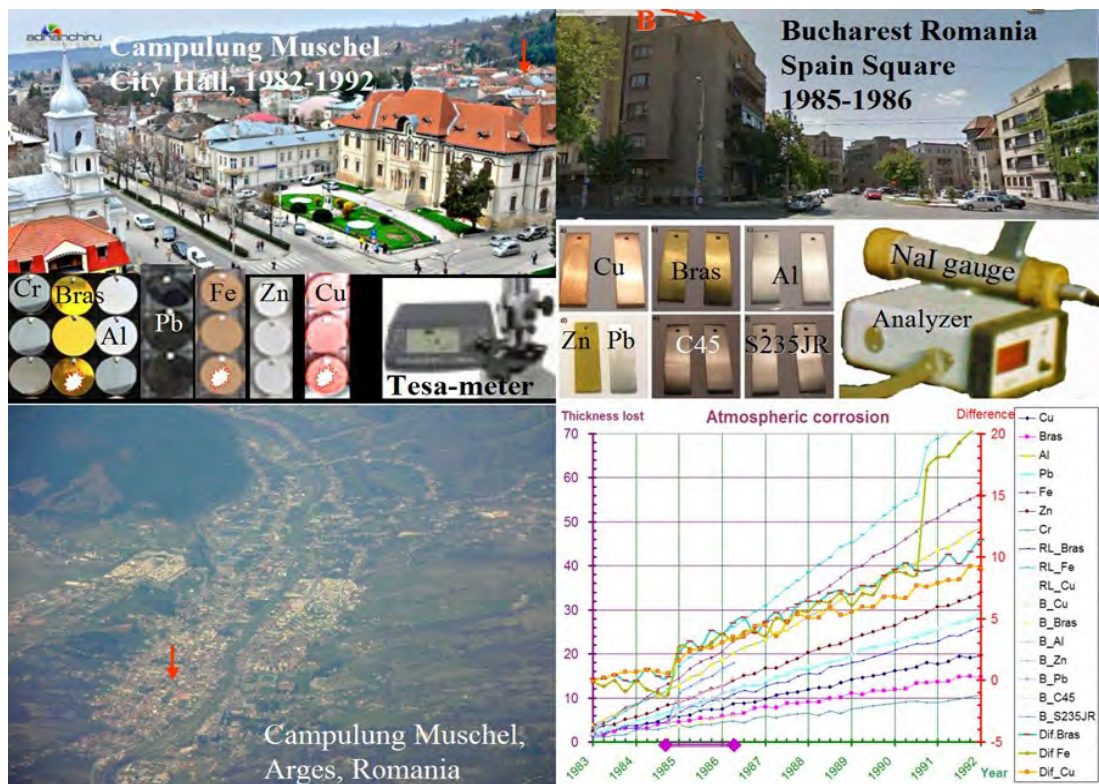 adrianchiru
Campulung Muschel
City Hall, 1982-1992
Cr
Bras
Al
Pb
Fe
Zn
Cu
Tesa-meter
B
Bucharest Romania
Spain Square
1985-1986
a)
Cu
b)
Bras
c)
Al
d)
Zn
Pb
C45
S235JR
NaI gauge
Analyzer
Campulung Muschel,
Arges, Romania
Thickness lost
Atmospheric corrosion
Difference
70
60
50
40
30
20
10
0
20
15
10
5
0
-5
1983
1984
1985
1986
1987
1988
1989
1990
1991
1992
Year
Cu
Bras
Al
Pb
Fe
Zn
Cr
RL_Bras
RL_Fe
RL_Cu
B_Cu
B_Bras
B_Al
B_Zn
B_Pb
B_C45
B_S235JR
Dif.Bras
Dif Fe
Dif_Cu